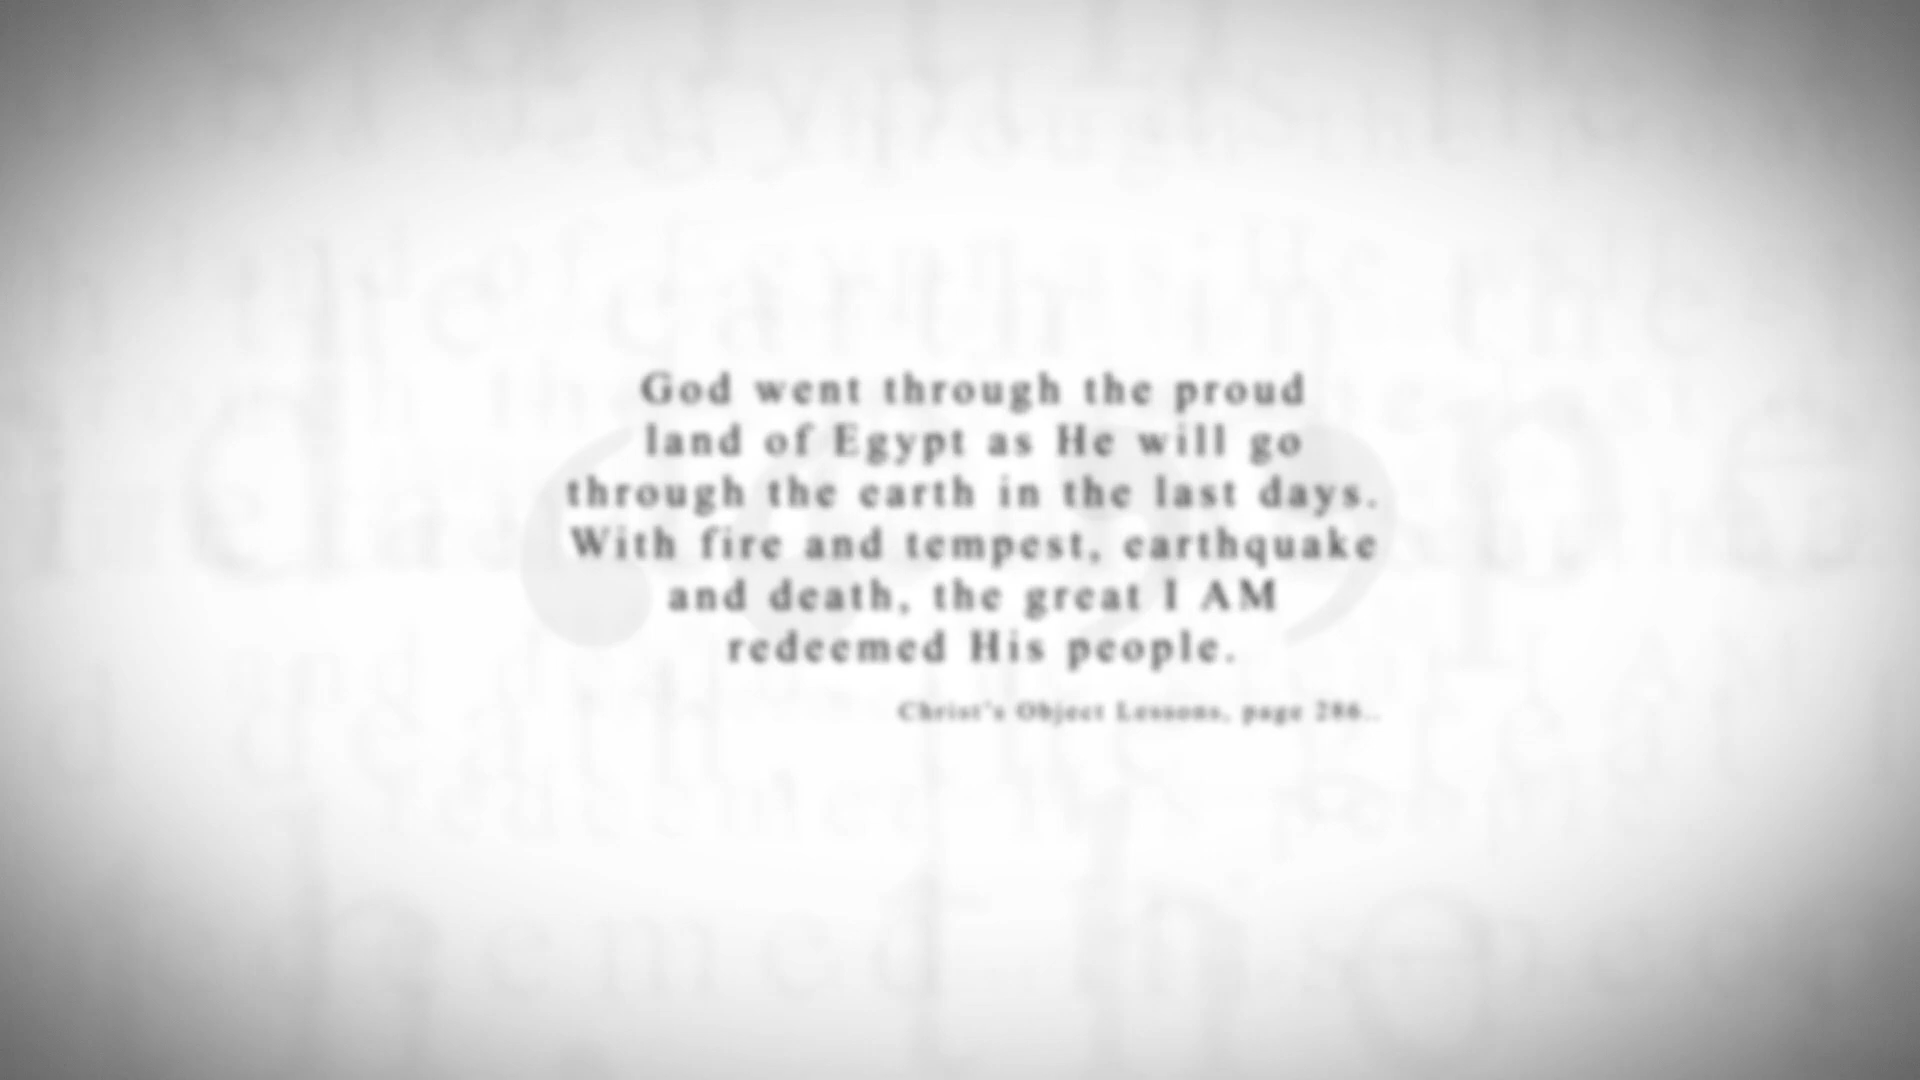 God went through the proud
land of Egypt as He will go
through the earth in the last days.
With fire and tempest, earthquake
and death, the great I AM
redeemed His people.
Christ's Object Lessons, page 286..